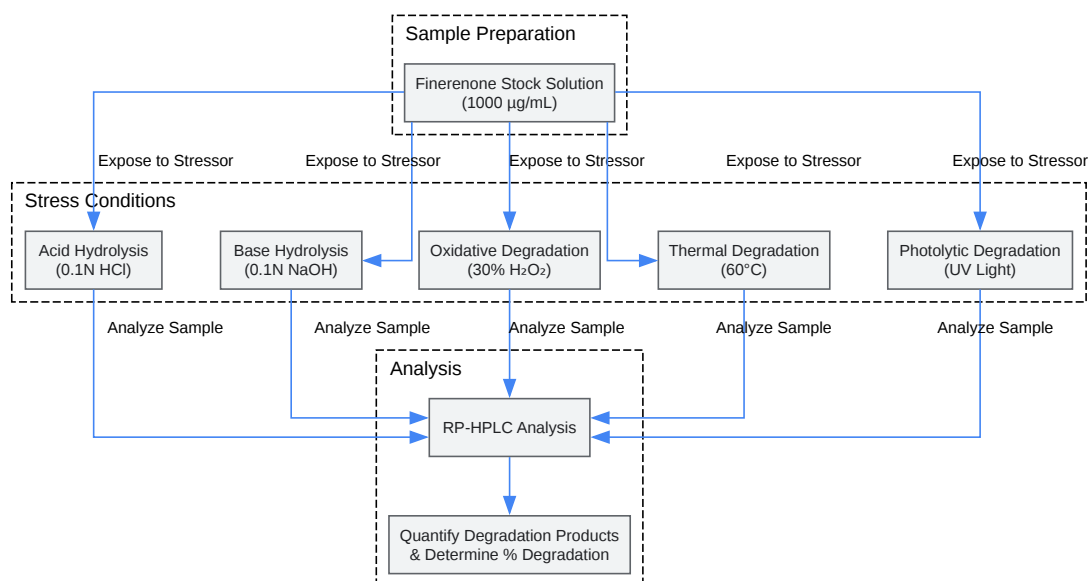 Sample Preparation
Finerenone Stock Solution
(1000 µg/mL)
Expose to Stressor
Expose to Stressor
Expose to Stressor
Expose to Stressor
Expose to Stressor
Stress Conditions
Acid Hydrolysis
(0.1N HCl)
Base Hydrolysis
(0.1N NaOH)
Oxidative Degradation
(30% H₂O₂)
Thermal Degradation
(60°C)
Photolytic Degradation
(UV Light)
Analyze Sample
Analyze Sample
Analyze Sample
Analyze Sample
Analyze Sample
Analysis
RP-HPLC Analysis
Quantify Degradation Products
& Determine % Degradation